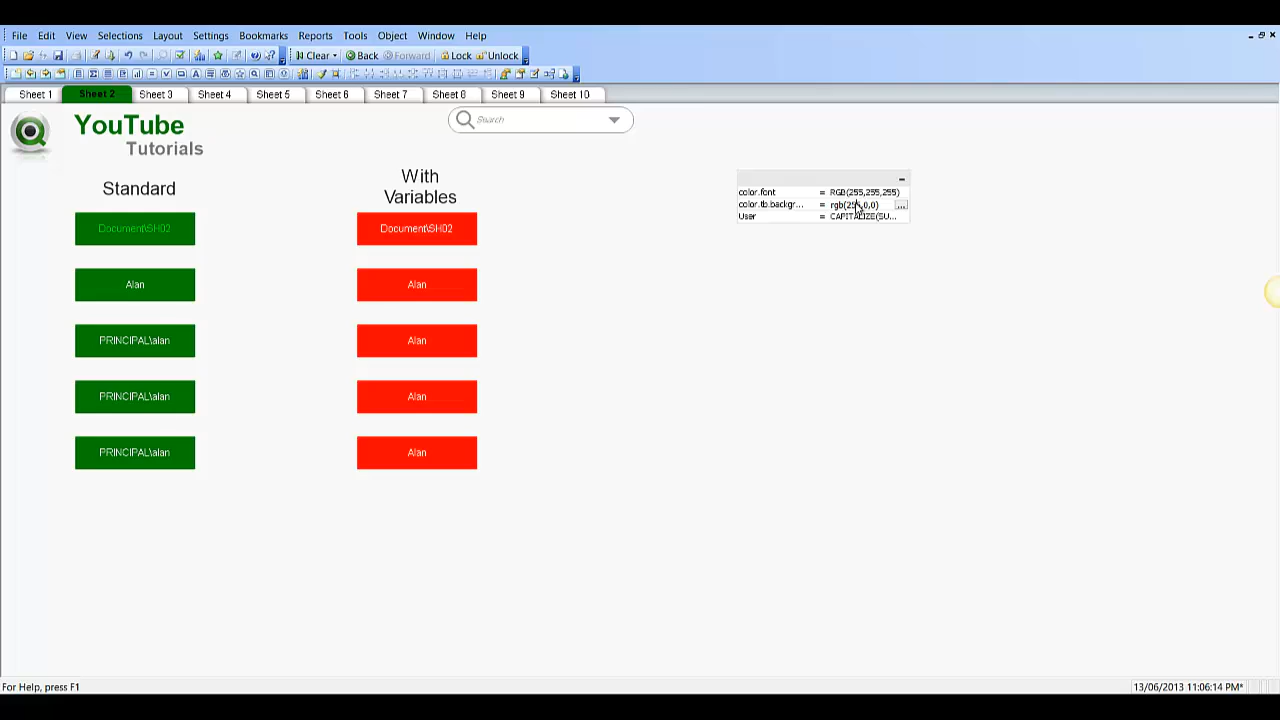 File Edit View Selections Layout Settings Bookmarks Reports Tools Object Window Help
Clear Back Forward Lock Unlock
Sheet 1 Sheet 2 Sheet 3 Sheet 4 Sheet 5 Sheet 6 Sheet 7 Sheet 8 Sheet 9 Sheet 10
YouTube
Tutorials
Search
Standard
With
Variables
color.font = RGB(255,255,255)
color.tb.backgr... = ...
User = CAPITALIZE(SU...
Document\SH02
Document\SH02
Alan
Alan
PRINCIPAL\alan
Alan
PRINCIPAL\alan
Alan
PRINCIPAL\alan
Alan
For Help, press F1
13/06/2013 11:06:14 PM*